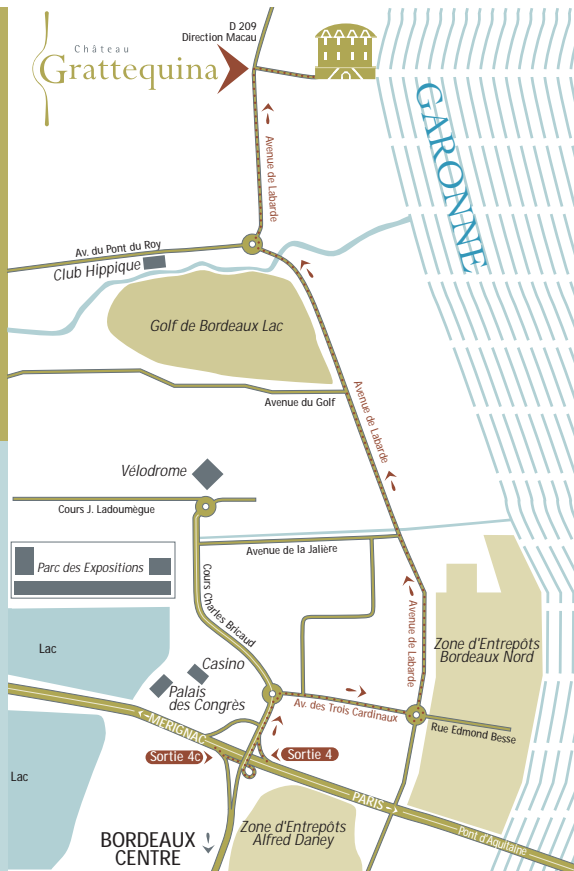 D 209
Direction Macau
Château
Grattequina
GARONNE
Avenue de Labarde
Av. du Pont du Roy
Club Hippique
Golf de Bordeaux Lac
Avenue du Golf
Avenue de Labarde
Vélodrome
Cours J. Ladoumègue
Avenue de la Jalière
Parc des Expositions
Cours Charles Bricaud
Avenue de Labarde
Lac
Zone d'Entrepôts
Bordeaux Nord
Casino
Palais
des Congrès
Av. des Trois Cardinaux
Rue Edmond Besse
MERIGNAC
Sortie 4c
Sortie 4
Lac
PARIS
Pont d'Aquitaine
Zone d'Entrepôts
Alfred Daney
BORDEAUX
CENTRE